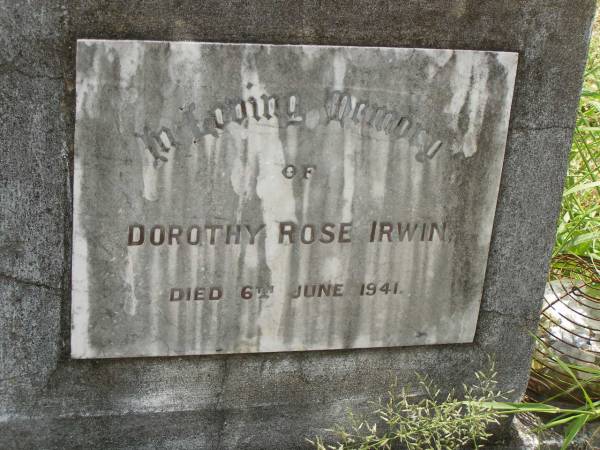 In Loving Memory
OF
DOROTHY ROSE IRWIN,
DIED 6TH JUNE 1941.